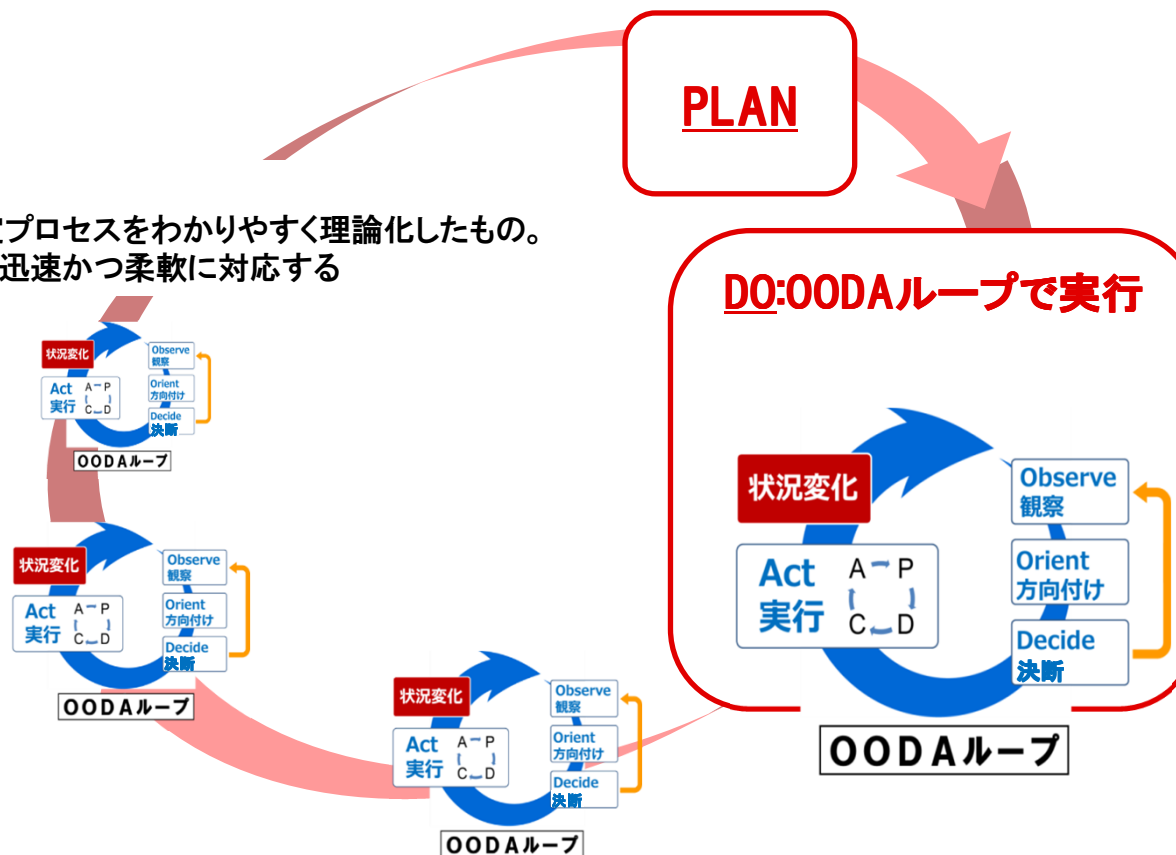 PLAN
定プロセスをわかりやすく理論化したもの。
迅速かつ柔軟に対応する
DO:OODAループで実行
状況変化
Observe
観察
Orient
方向付け
Decide
決断
Act
実行
A P
C D
OODAループ
状況変化
Observe
観察
Orient
方向付け
Decide
決断
Act
実行
A P
C D
OODAループ
状況変化
Observe
観察
Orient
方向付け
Decide
決断
Act
実行
A P
C D
OODAループ
状況変化
Observe
観察
Orient
方向付け
Decide
決断
Act
実行
A P
C D
OODAループ